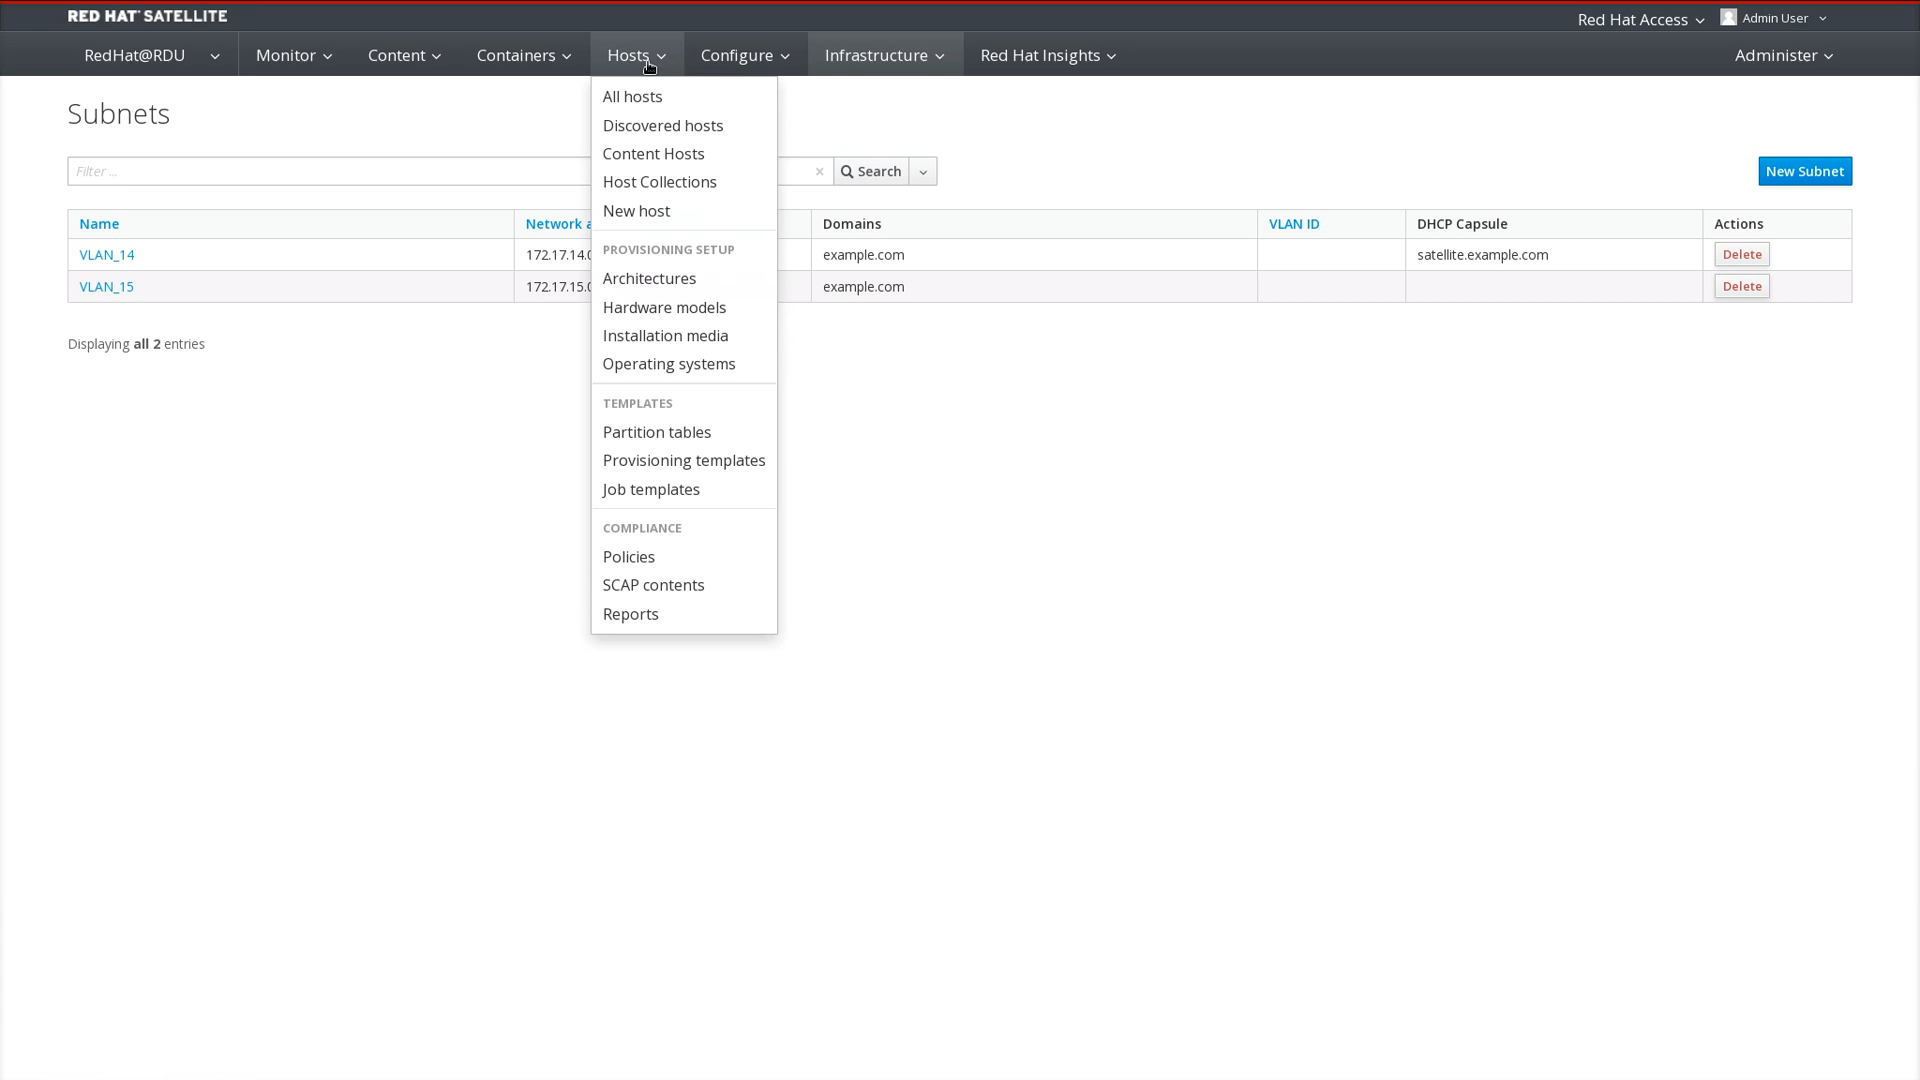 RED HAT SATELLITE
Red Hat Access
Admin User
RedHat@RDU
Monitor
Content
Containers
Hosts
Configure
Infrastructure
Red Hat Insights
Administer
Subnets
Filter ...
× Search
New Subnet
All hosts
Discovered hosts
Content Hosts
Host Collections
New host
PROVISIONING SETUP
Architectures
Hardware models
Installation media
Operating systems
TEMPLATES
Partition tables
Provisioning templates
Job templates
COMPLIANCE
Policies
SCAP contents
Reports
Name Network a Domains VLAN ID DHCP Capsule Actions
VLAN_14 172.17.14.0 example.com satellite.example.com Delete
VLAN_15 172.17.15.0 example.com Delete
Displaying all 2 entries